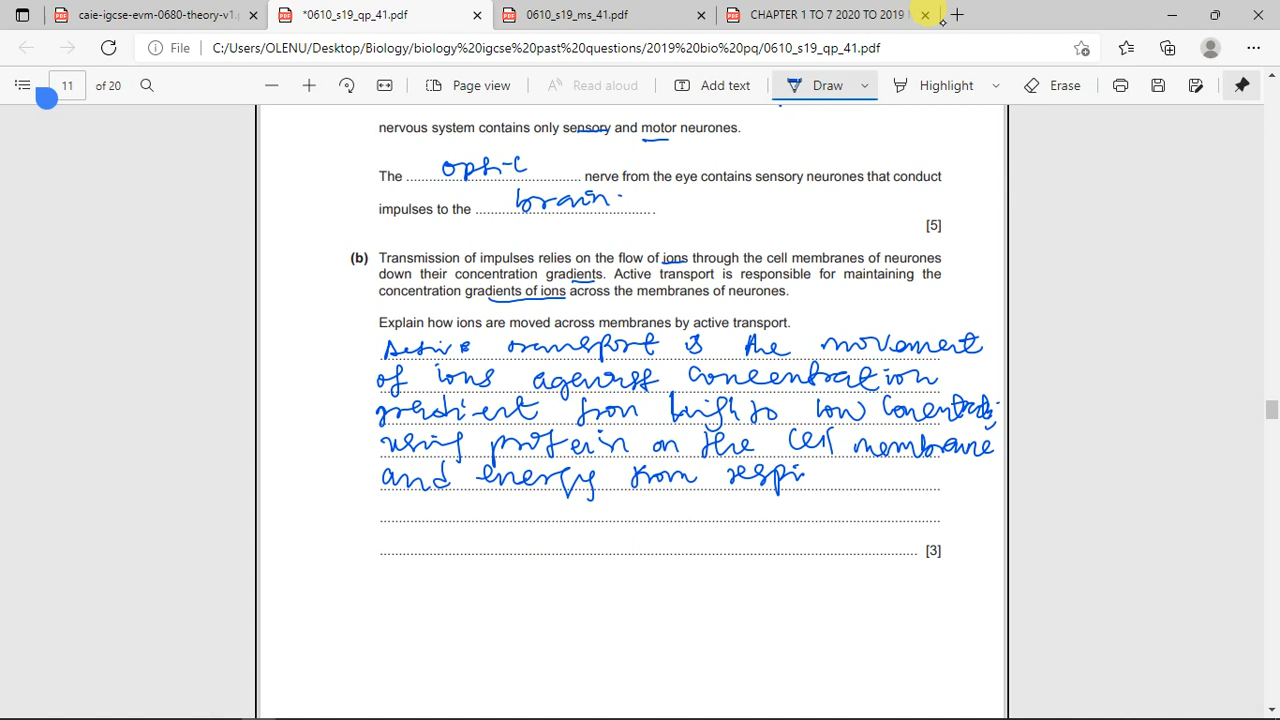 caie-igcse-evm-0680-theory-v1.
*0610_s19_qp_41.pdf
0610_s19_ms_41.pdf
CHAPTER 1 TO 7 2020 TO 2019
File C:/Users/OLENU/Desktop/Biology/biology%20igcse%20past%20questions/2019%20bio%20pq/0610_s19_qp_41.pdf
11 of 20 Page view Read aloud Add text Draw Highlight Erase
nervous system contains only sensory and motor neurones.
The optic nerve from the eye contains sensory neurones that conduct
impulses to the brain.
[5]
(b) Transmission of impulses relies on the flow of ions through the cell membranes of neurones
down their concentration gradients. Active transport is responsible for maintaining the
concentration gradients of ions across the membranes of neurones.
Explain how ions are moved across membranes by active transport.
Active transport is the movement
of ions against concentration
gradient from high to low
using protein on the cell membrane
and energy from respi
[3]